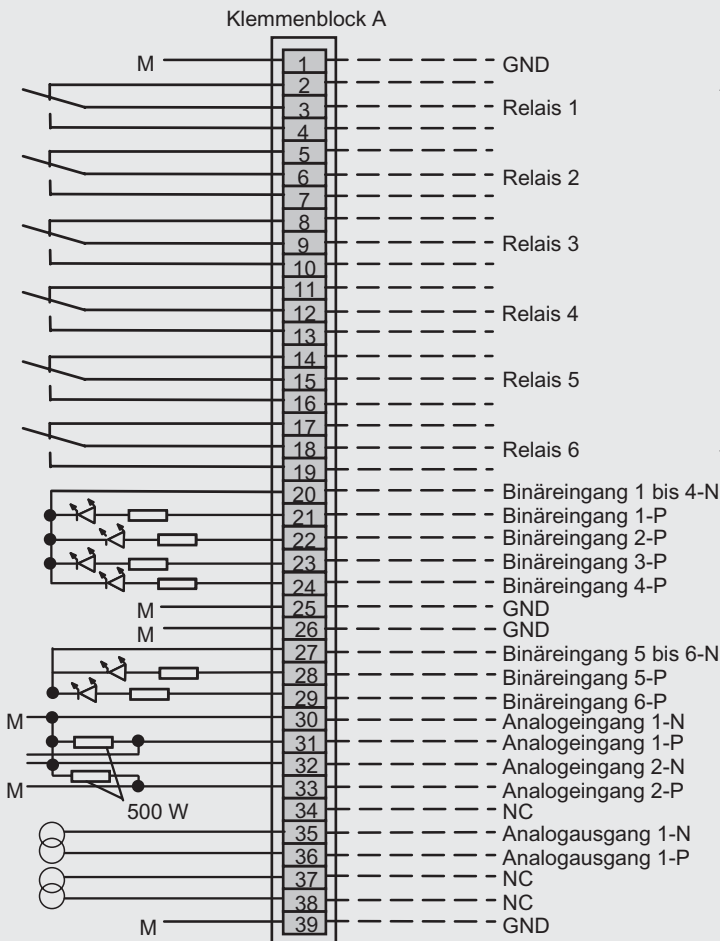 Klemmenblock A
M 1 GND
2
3 Relais 1
4
5
6 Relais 2
7
8
9 Relais 3
10
11
12 Relais 4
13
14
15 Relais 5
16
17
18 Relais 6
19
20 Binäreingang 1 bis 4-N
21 Binäreingang 1-P
22 Binäreingang 2-P
23 Binäreingang 3-P
24 Binäreingang 4-P
M 25 GND
M 26 GND
27 Binäreingang 5 bis 6-N
28 Binäreingang 5-P
29 Binäreingang 6-P
M 30 Analogeingang 1-N
31 Analogeingang 1-P
32 Analogeingang 2-N
M 33 Analogeingang 2-P
500 W 34 NC
35 Analogausgang 1-N
36 Analogausgang 1-P
37 NC
38 NC
M 39 GND